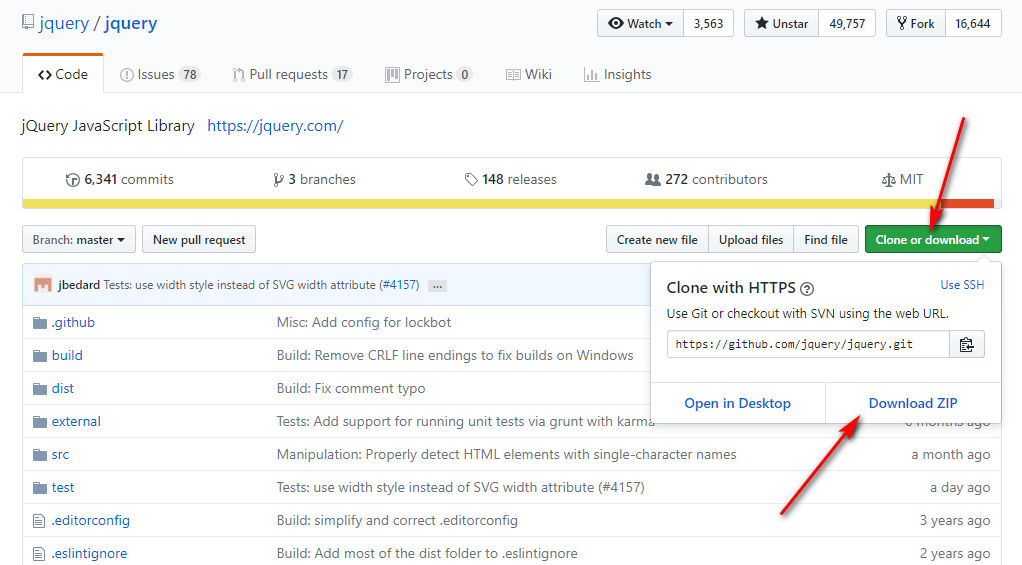 jquery / jquery
Watch 3,563 Unstar 49,757 Fork 16,644
Code Issues 78 Pull requests 17 Projects 0 Wiki Insights
jQuery JavaScript Library https://jquery.com/
6,341 commits 3 branches 148 releases 272 contributors MIT
Branch: master New pull request Create new file Upload files Find file Clone or download
jbedard Tests: use width style instead of SVG width attribute (#4157) ...
Clone with HTTPS ? Use SSH
Use Git or checkout with SVN using the web URL.
https://github.com/jquery/jquery.git
Open in Desktop Download ZIP
.github Misc: Add config for lockbot
build Build: Remove CRLF line endings to fix builds on Windows
dist Build: Fix comment typo
external Tests: Add support for running unit tests via grunt with karma months ago
src Manipulation: Properly detect HTML elements with single-character names a month ago
test Tests: use width style instead of SVG width attribute (#4157) a day ago
.editorconfig Build: simplify and correct .editorconfig 3 years ago
.eslintignore Build: Add most of the dist folder to .eslintignore 2 years ago